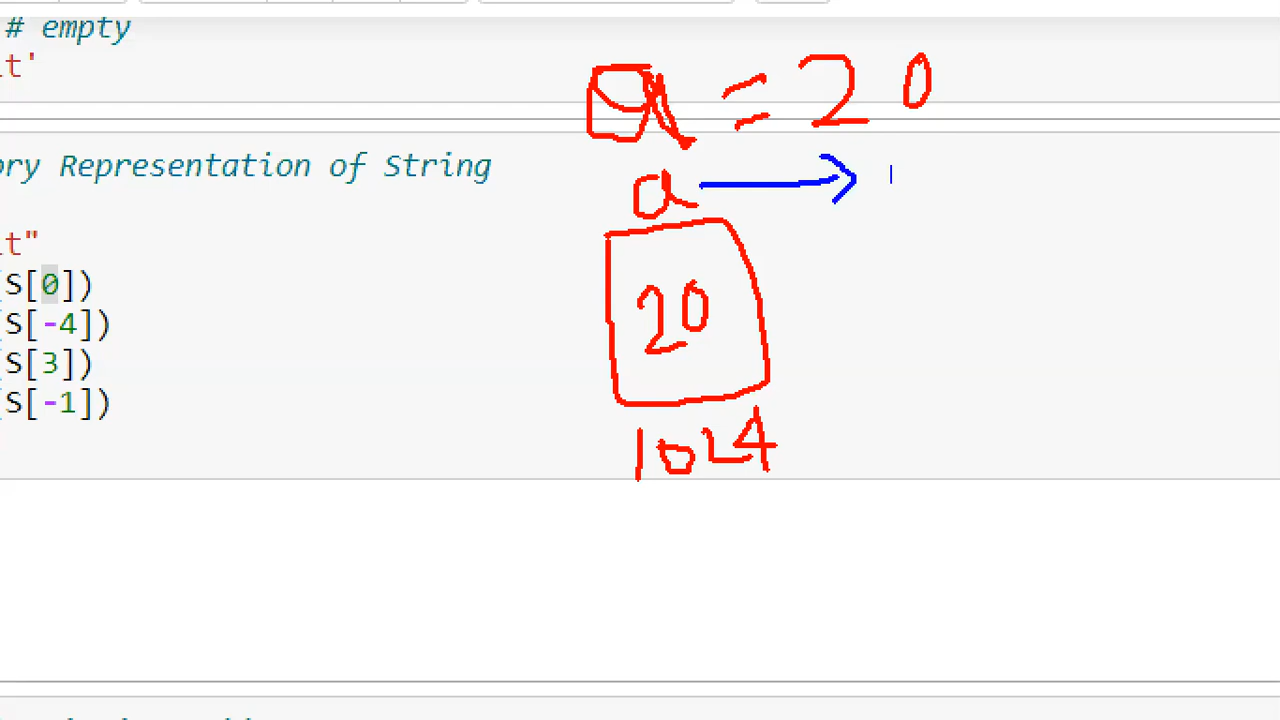 # empty
t'
a = 20
ory Representation of String
a
t"
S[0])
20
S[-4])
S[3])
S[-1])
1024